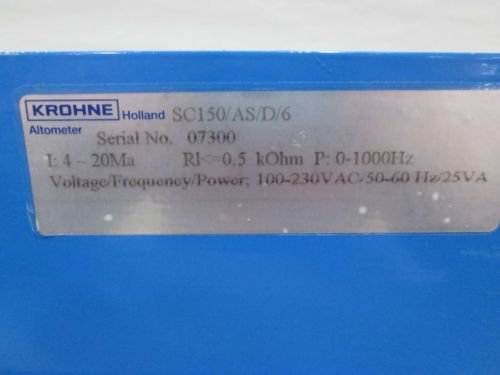 KROHNE Holland SC150/AS/D/6
Altometer
Serial No. 07300
I: 4 – 20Ma RI<=0.5 kOhm P: 0-1000Hz
Voltage/Frequency/Power; 100-230VAC/50-60 Hz/25VA